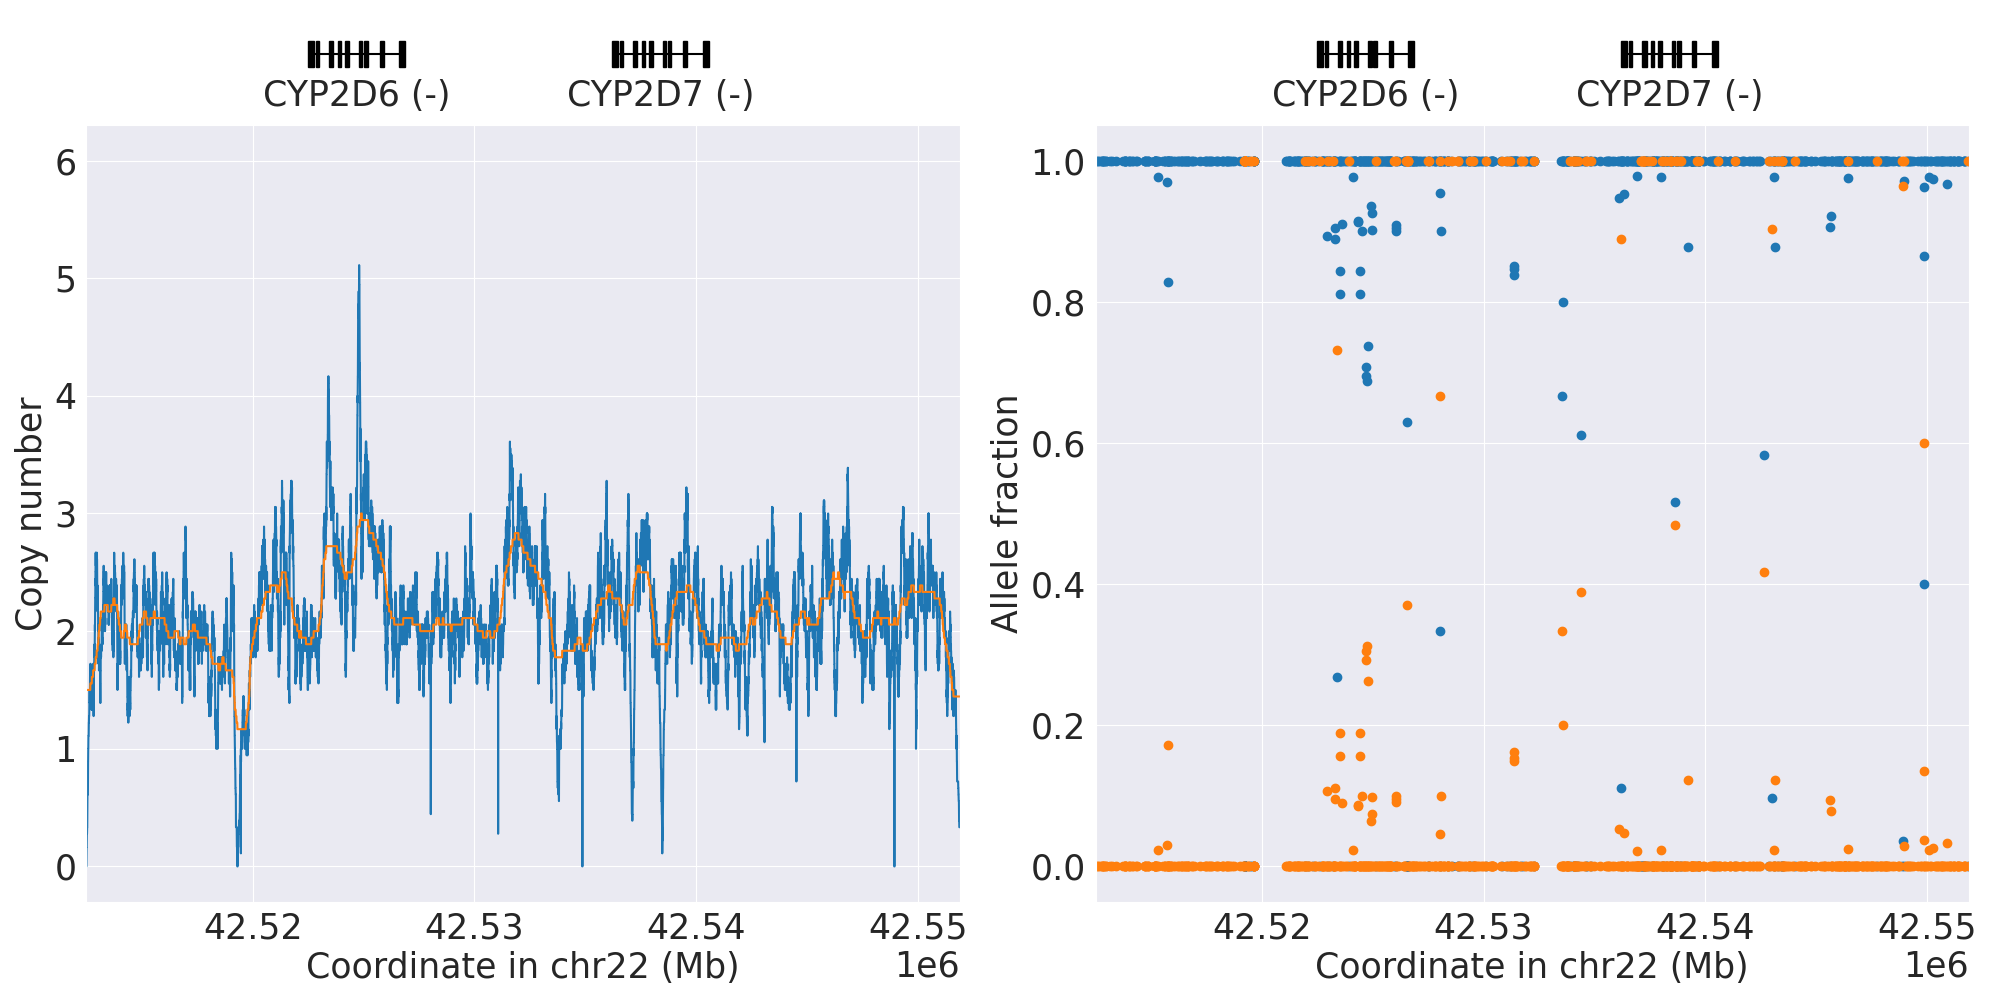 CYP2D6 (-) CYP2D7 (-)
6
5
4
3
2
1
0
Copy number
42.52 42.53 42.54 42.55
Coordinate in chr22 (Mb)
1e6
CYP2D6 (-) CYP2D7 (-)
1.0
0.8
0.6
0.4
0.2
0.0
Allele fraction
42.52 42.53 42.54 42.55
Coordinate in chr22 (Mb)
1e6